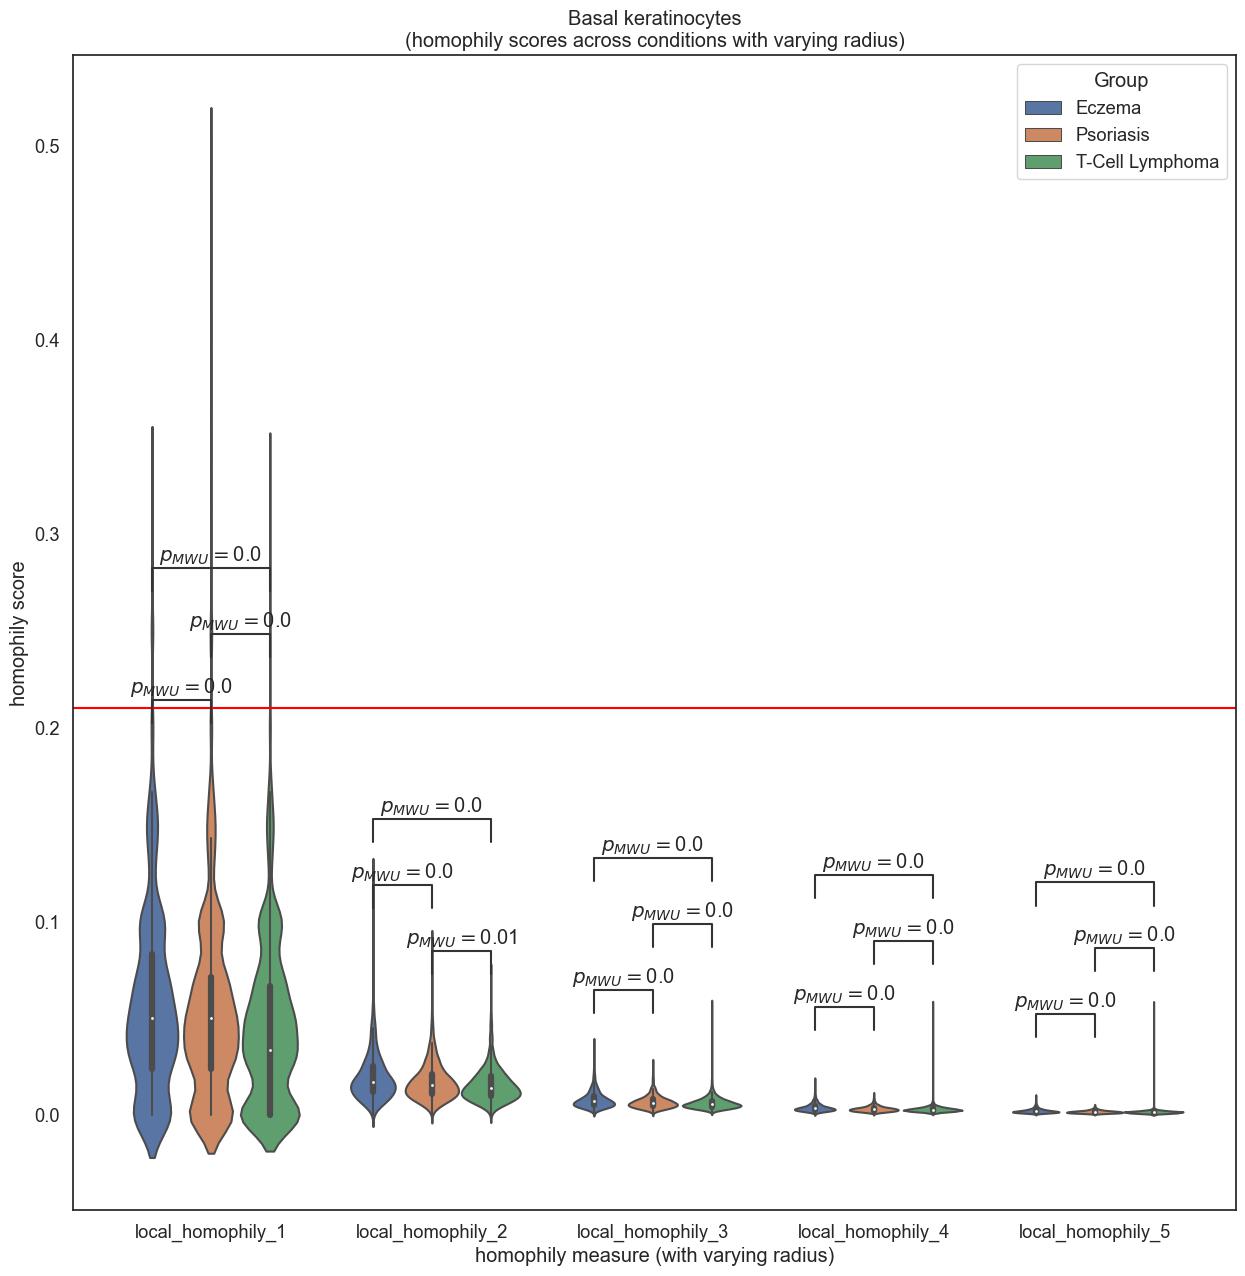 Basal keratinocytes
(homophily scores across conditions with varying radius)
Group
Eczema
Psoriasis
T-Cell Lymphoma
homophily score
0.5
0.4
0.3
0.2
0.1
0.0
p_MWU = 0.0
p_MWU = 0.0
p_MWU = 0.0
p_MWU = 0.0
p_MWU = 0.0
p_MWU = 0.01
p_MWU = 0.0
p_MWU = 0.0
p_MWU = 0.0
p_MWU = 0.0
p_MWU = 0.0
p_MWU = 0.0
p_MWU = 0.0
p_MWU = 0.0
p_MWU = 0.0
local_homophily_1 local_homophily_2 local_homophily_3 local_homophily_4 local_homophily_5
homophily measure (with varying radius)